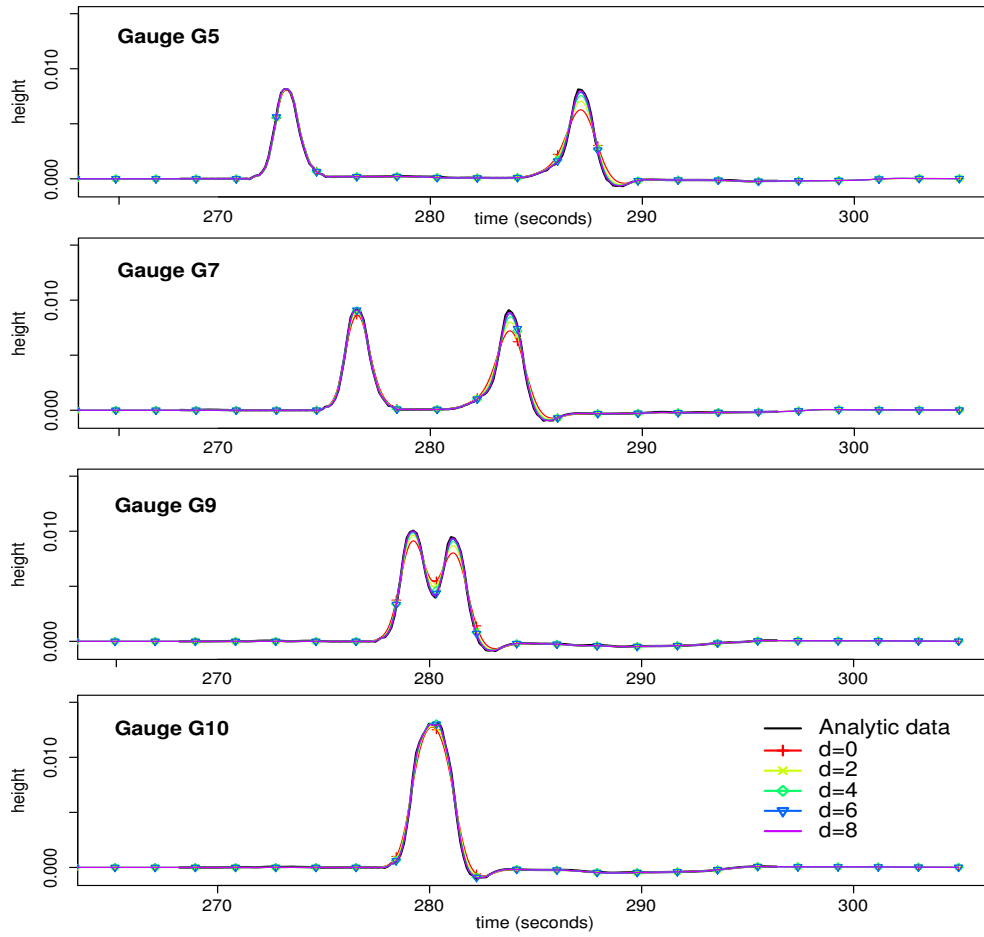 Gauge G5
height
0.000 0.010
270 280 290 300
time (seconds)
Gauge G7
height
0.000 0.010
270 280 290 300
Gauge G9
height
0.000 0.010
270 280 290 300
Gauge G10
height
0.000 0.010
Analytic data
d=0
d=2
d=4
d=6
d=8
270 280 290 300
time (seconds)